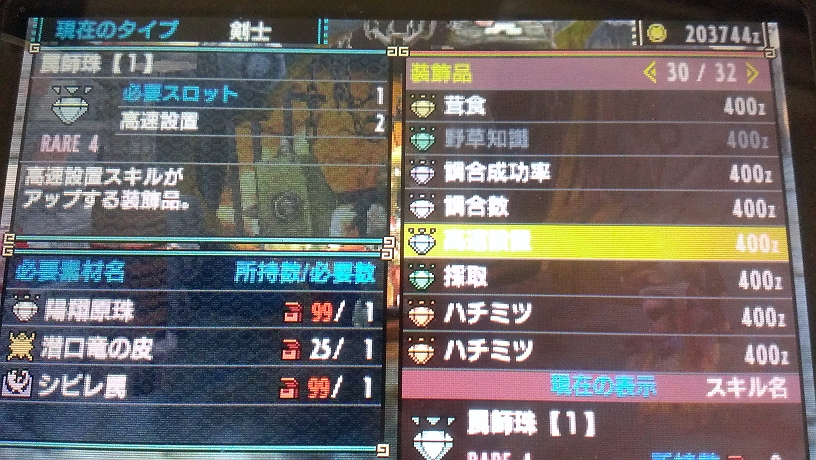 現在のタイプ 剣士
203744z
罠師珠【1】
必要スロット 1
高速設置 2
RARE 4
高速設置スキルが
アップする装飾品。
必要素材名 所持数/必要数
陽翔原珠 99/ 1
潜口竜の皮 25/ 1
シビレ罠 99/ 1
装飾品 30 / 32
茸食 400z
野草知識 400z
調合成功率 400z
調合数 400z
高速設置 400z
採取 400z
ハチミツ 400z
ハチミツ 400z
現在の表示 スキル名
罠師珠【1】
RARE 4 所持数